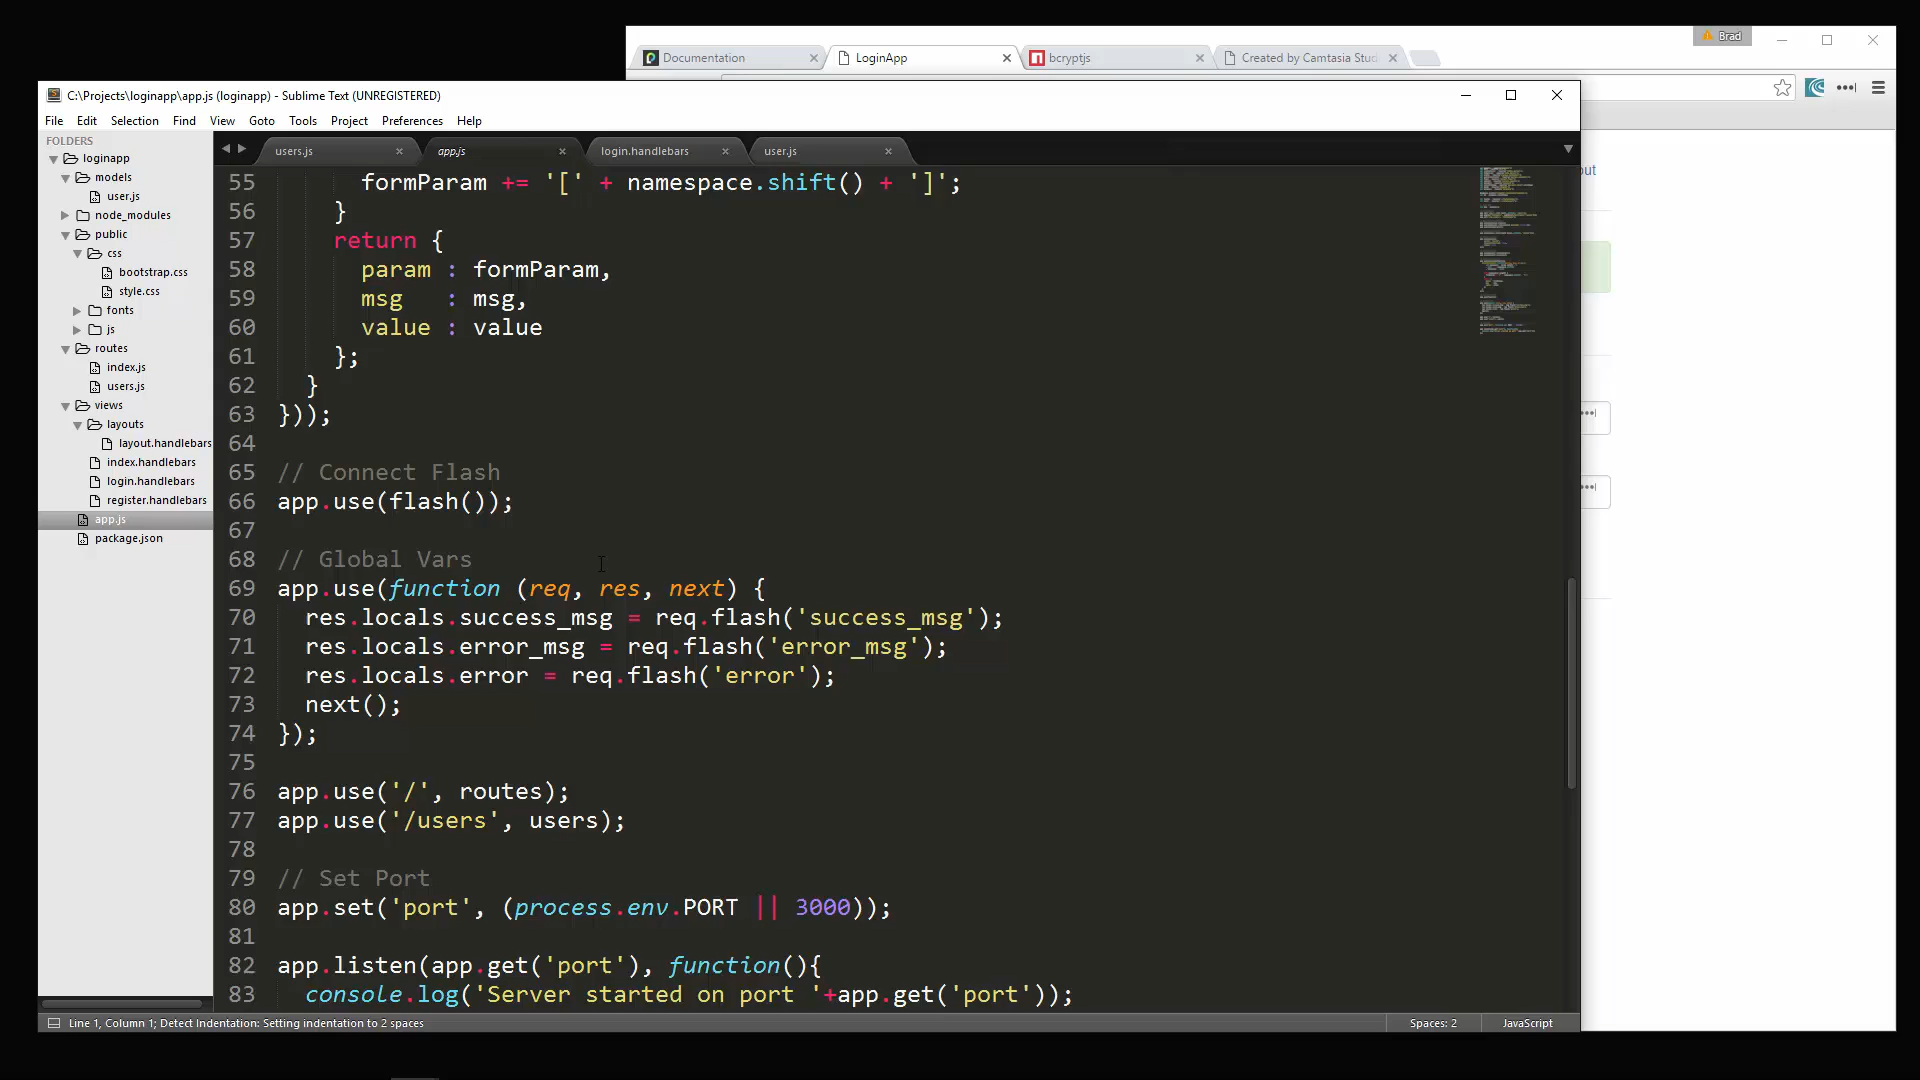 Brad
Documentation
LoginApp
bcryptjs
Created by Camtasia Stud
C:\Projects\loginapp\app.js (loginapp) - Sublime Text (UNREGISTERED)
File Edit Selection Find View Goto Tools Project Preferences Help
FOLDERS
loginapp
models
user.js
node_modules
public
css
bootstrap.css
style.css
fonts
js
routes
index.js
users.js
views
layouts
layout.handlebars
index.handlebars
login.handlebars
register.handlebars
app.js
package.json
users.js
app.js
login.handlebars
user.js
55 formParam += '[' + namespace.shift() + ']';
56 }
57 return {
58 param : formParam,
59 msg : msg,
60 value : value
61 };
62 }
63 }));
64
65 // Connect Flash
66 app.use(flash());
67
68 // Global Vars
69 app.use(function (req, res, next) {
70 res.locals.success_msg = req.flash('success_msg');
71 res.locals.error_msg = req.flash('error_msg');
72 res.locals.error = req.flash('error');
73 next();
74 });
75
76 app.use('/', routes);
77 app.use('/users', users);
78
79 // Set Port
80 app.set('port', (process.env.PORT || 3000));
81
82 app.listen(app.get('port'), function(){
83 console.log('Server started on port '+app.get('port'));
out
Line 1, Column 1; Detect Indentation: Setting indentation to 2 spaces
Spaces: 2
JavaScript